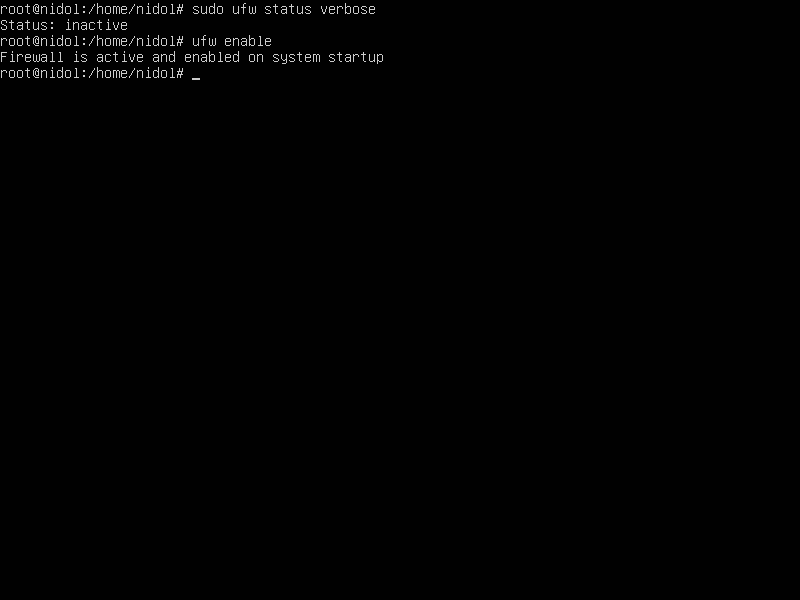 root@nidol:/home/nidol# sudo ufw status verbose
Status: inactive
root@nidol:/home/nidol# ufw enable
Firewall is active and enabled on system startup
root@nidol:/home/nidol# _